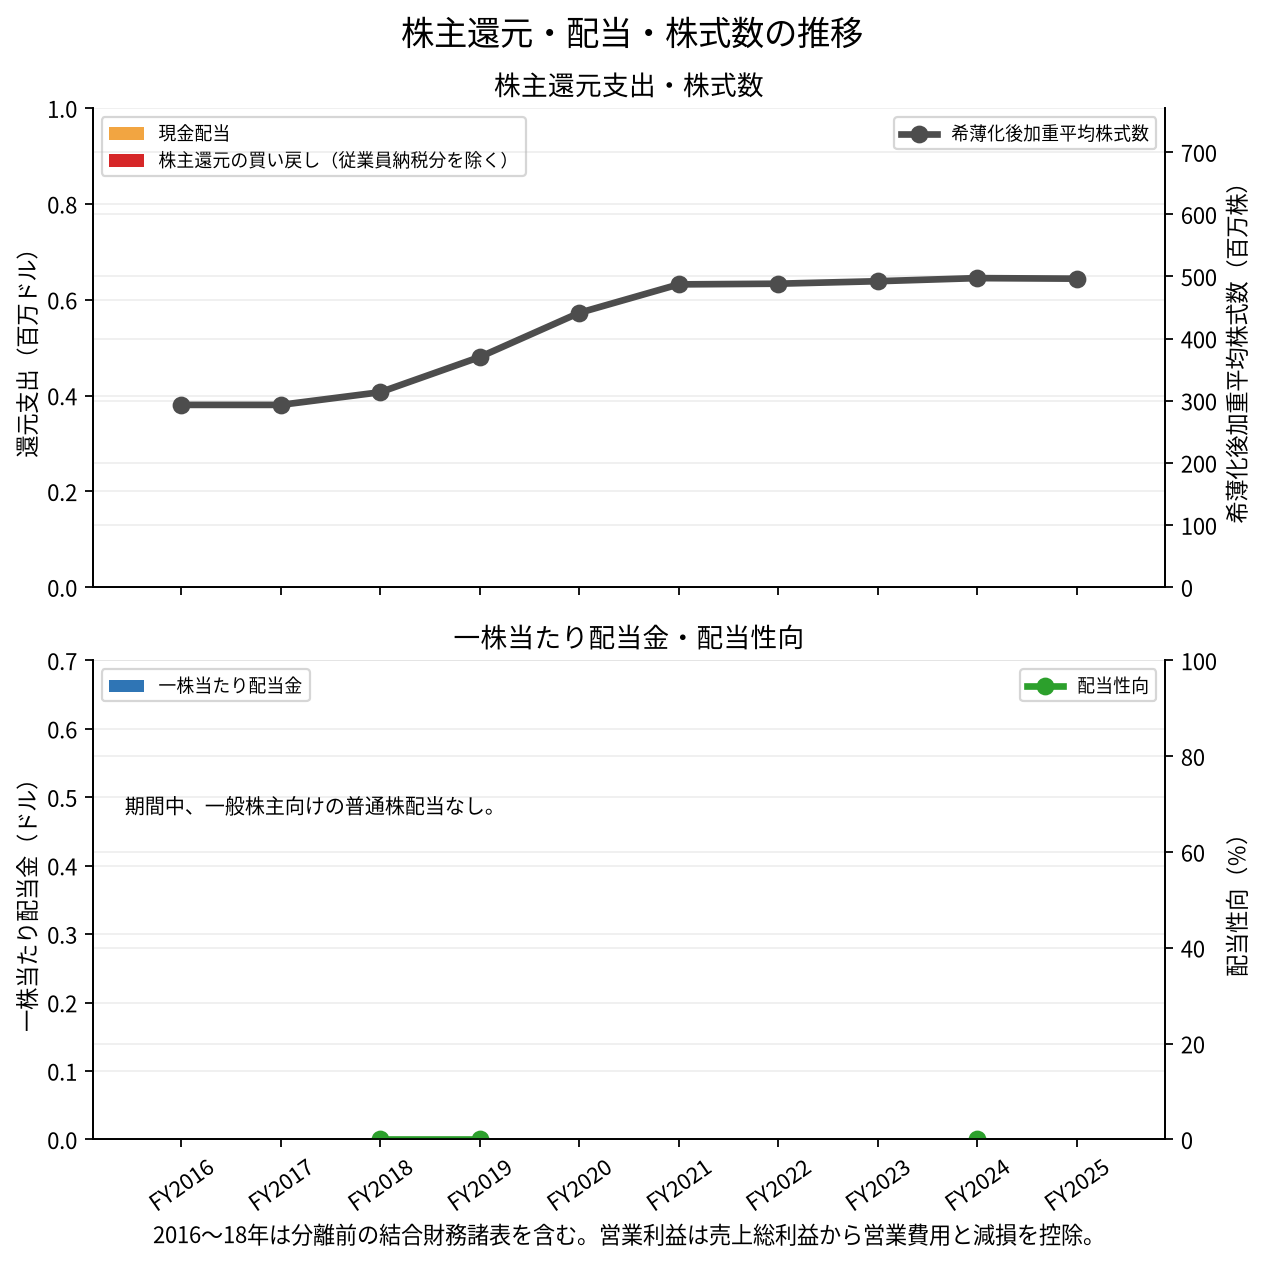 株主還元・配当・株式数の推移
株主還元支出・株式数
現金配当
株主還元の買い戻し（従業員納税分を除く）
希薄化後加重平均株式数
還元支出（百万ドル）
1.0
0.8
0.6
0.4
0.2
0.0
700
600
500
400
300
200
100
0
希薄化後加重平均株式数（百万株）
一株当たり配当金・配当性向
一株当たり配当金
配当性向
期間中、一般株主向けの普通株配当なし。
一株当たり配当金（ドル）
0.7
0.6
0.5
0.4
0.3
0.2
0.1
0.0
100
80
60
40
20
0
配当性向（%）
FY2016
FY2017
FY2018
FY2019
FY2020
FY2021
FY2022
FY2023
FY2024
FY2025
2016～18年は分離前の結合財務諸表を含む。営業利益は売上総利益から営業費用と減損を控除。